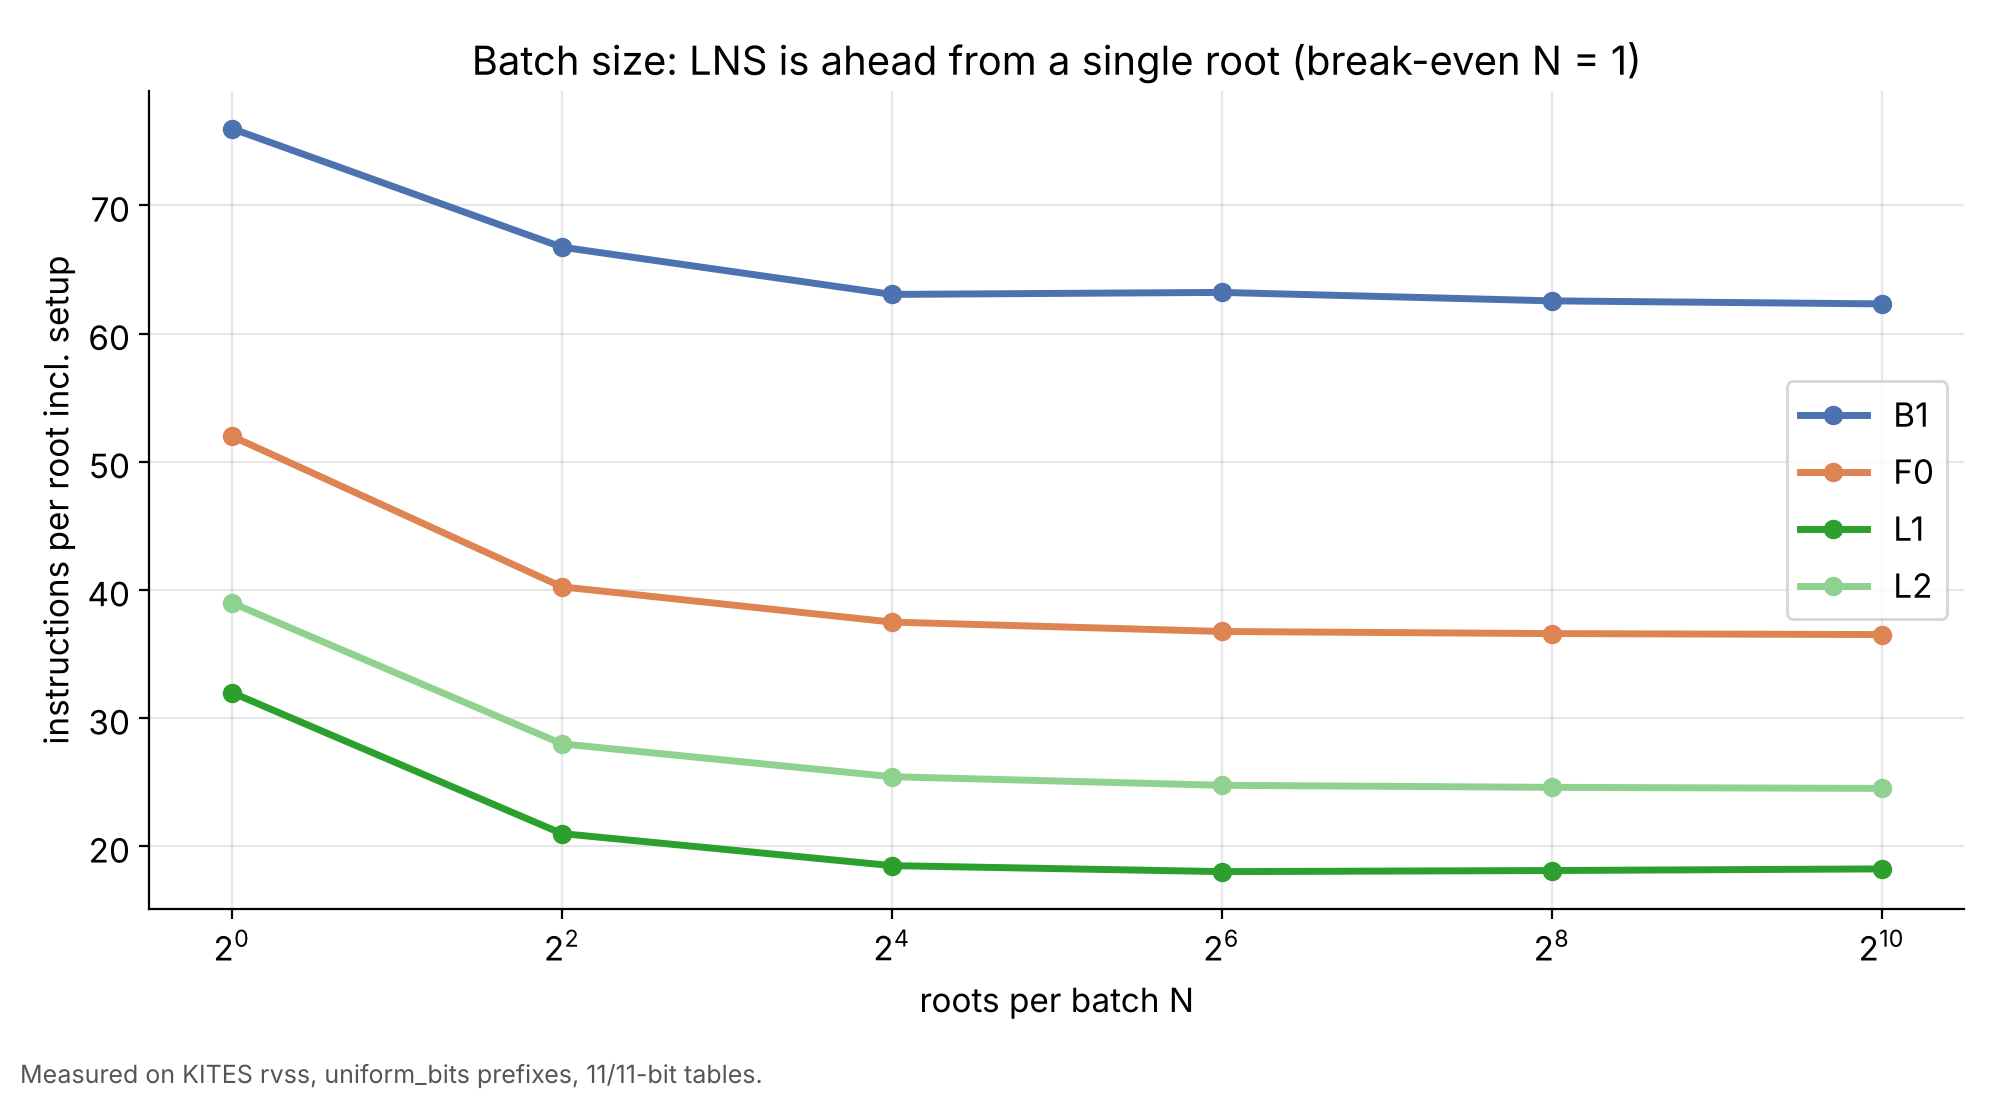 Batch size: LNS is ahead from a single root (break-even N = 1)
instructions per root incl. setup
70
60
50
40
30
20
B1
F0
L1
L2
2⁰ 2² 2⁴ 2⁶ 2⁸ 2¹⁰
roots per batch N
Measured on KITES rvss, uniform_bits prefixes, 11/11-bit tables.